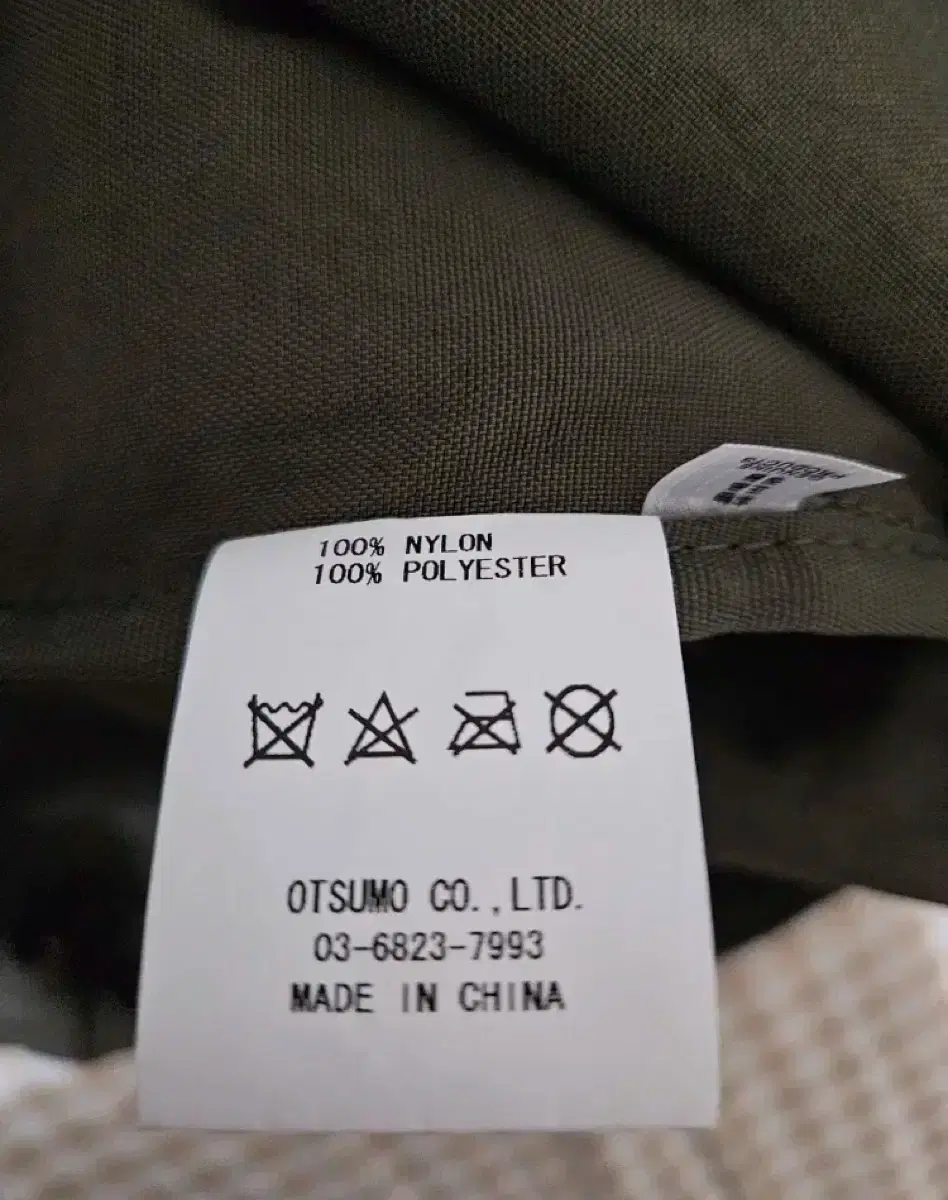 100% NYLON
100% POLYESTER
OTSUMO CO.,LTD.
03-6823-7993
MADE IN CHINA